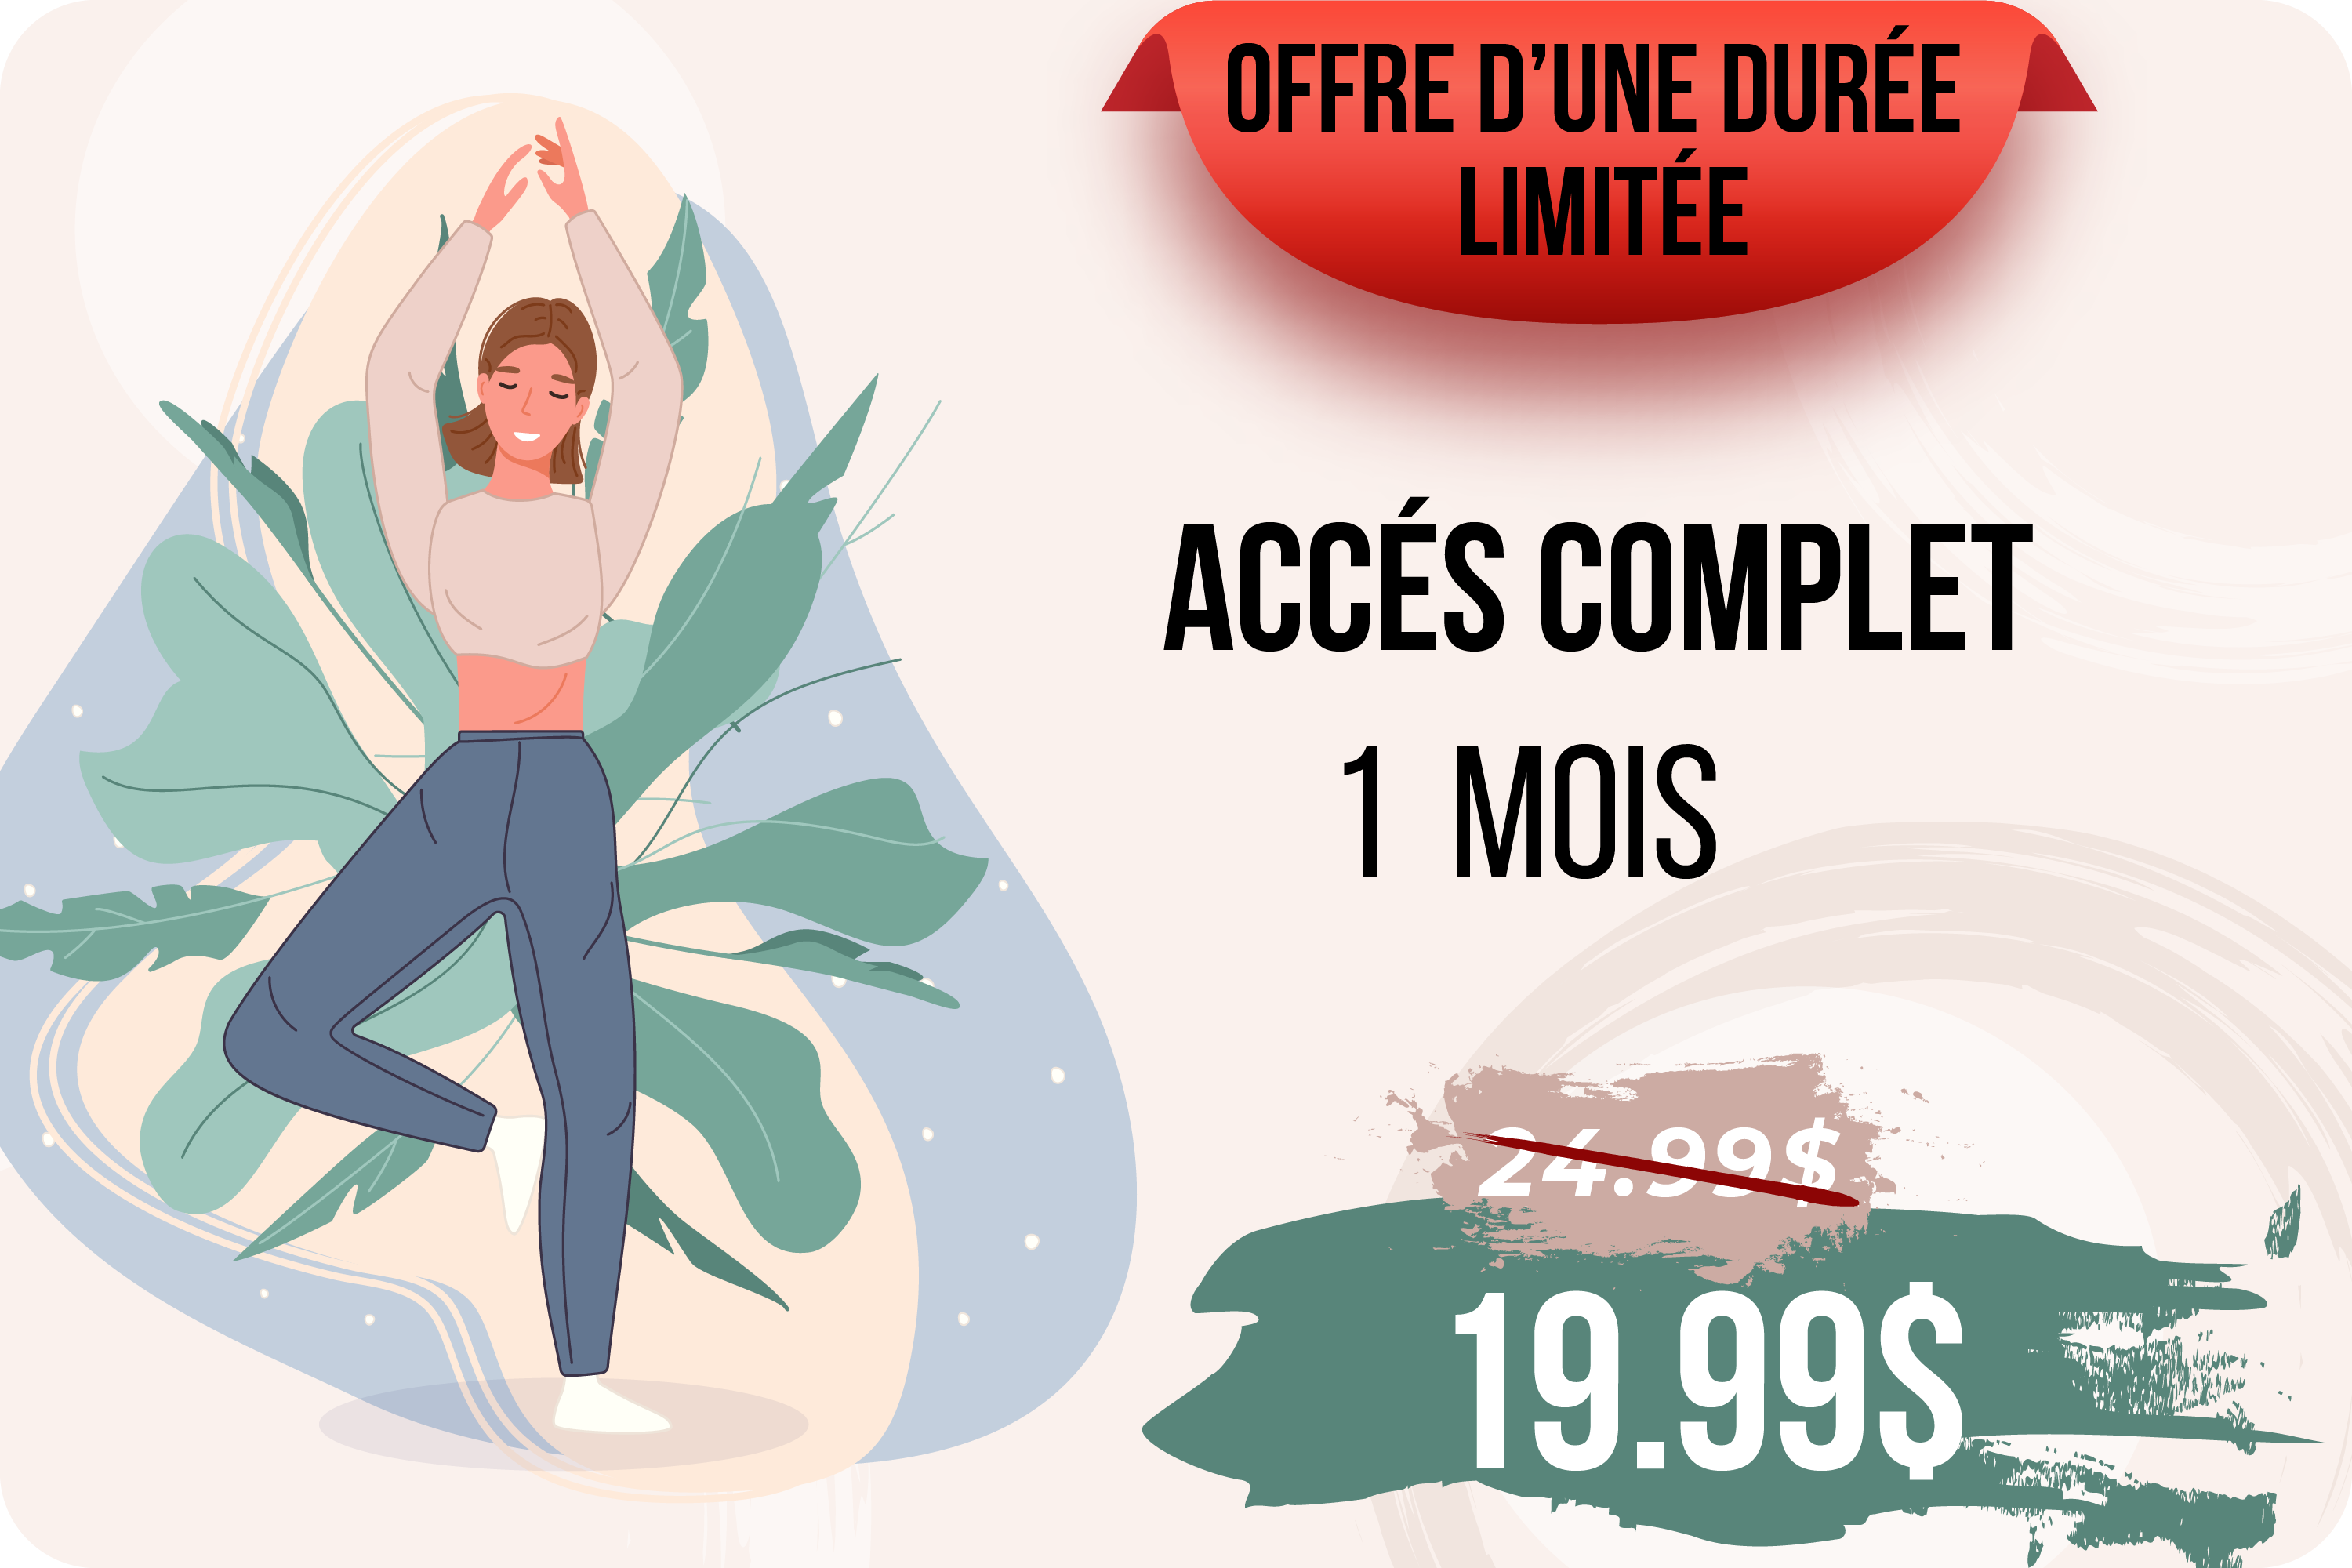 OFFRE D’UNE DURÉE
LIMITÉE
ACCÉS COMPLET
1 MOIS
24.99$
19.99$